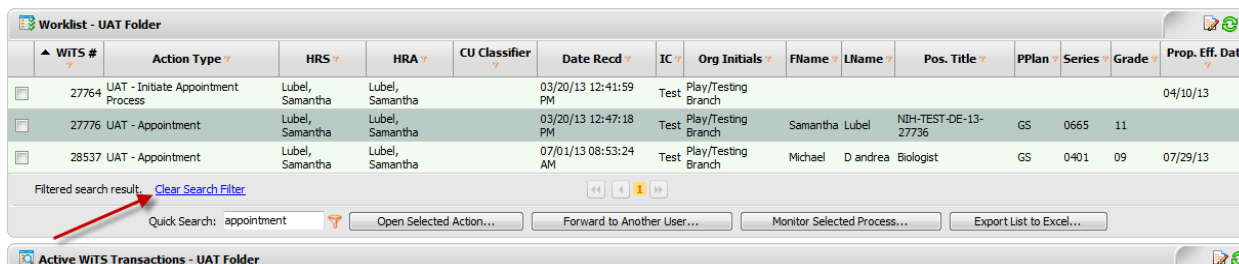 Worklist - UAT Folder
WiTS # Action Type HRS HRA CU Classifier Date Recd IC Org Initials FName LName Pos. Title PPlan Series Grade Prop. Eff. Dat
27764 UAT - Initiate Appointment Process Lubel, Samantha Lubel, Samantha 03/20/13 12:41:59 PM Test Play/Testing Branch 04/10/13
27776 UAT - Appointment Lubel, Samantha Lubel, Samantha 03/20/13 12:47:18 PM Test Play/Testing Branch Samantha Lubel NIH-TEST-DE-13-27736 GS 0665 11
28537 UAT - Appointment Lubel, Samantha Lubel, Samantha 07/01/13 08:53:24 AM Test Play/Testing Branch Michael D andrea Biologist GS 0401 09 07/29/13
Filtered search result. Clear Search Filter 1
Quick Search: appointment Open Selected Action... Forward to Another User... Monitor Selected Process... Export List to Excel...
Active WiTS Transactions - UAT Folder